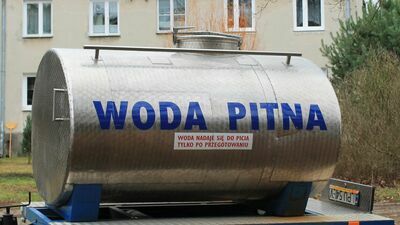 WODA PITNA
WODA NADAJE SIĘ DO PICIA
TYLKO PO PRZEGOTOWANIU